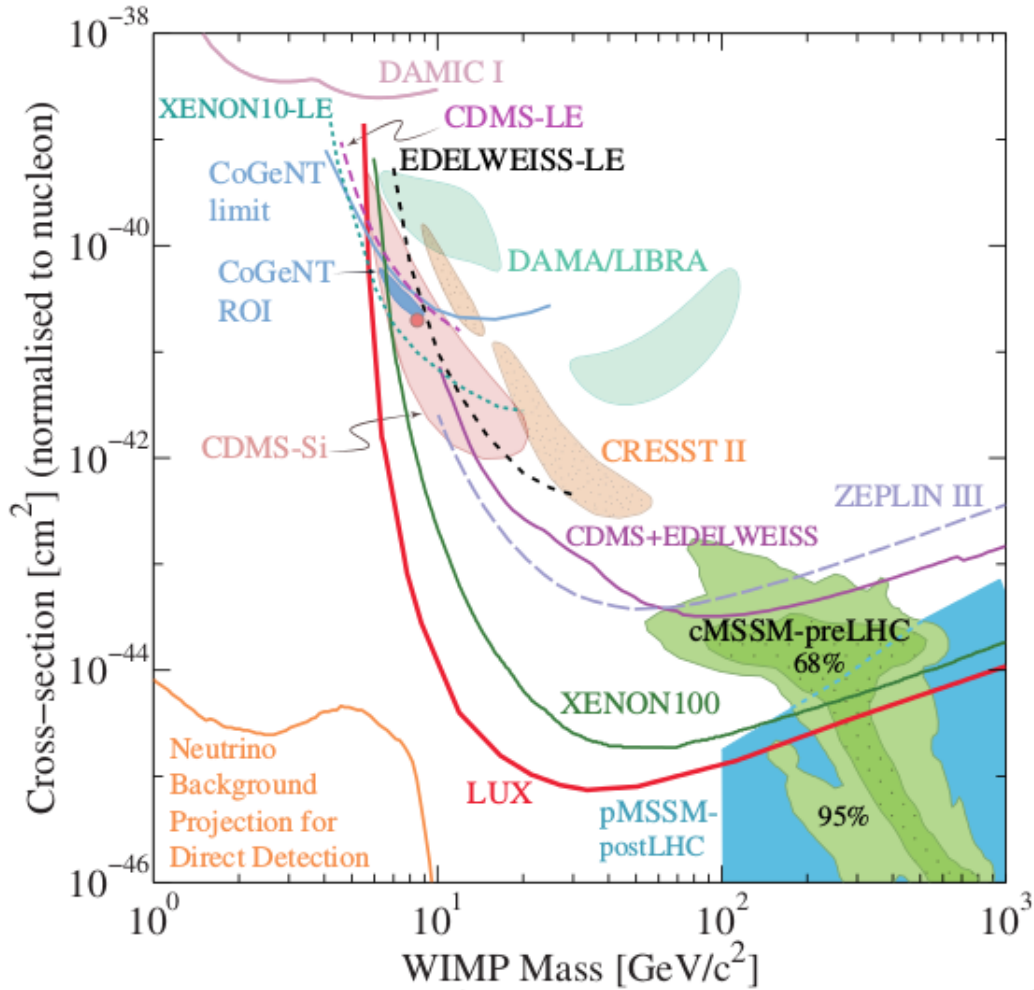 10^-38
DAMIC I
XENON10-LE
CDMS-LE
EDELWEISS-LE
CoGeNT
limit
10^-40
DAMA/LIBRA
CoGeNT
ROI
10^-42
CDMS-Si
CRESST II
ZEPLIN III
CDMS+EDELWEISS
cMSSM-preLHC
68%
10^-44
XENON100
Neutrino
Background
Projection for
Direct Detection
LUX
pMSSM-
postLHC
95%
10^-46
10^0
10^1
10^2
10^3
WIMP Mass [GeV/c^2]
Cross-section [cm^2] (normalised to nucleon)